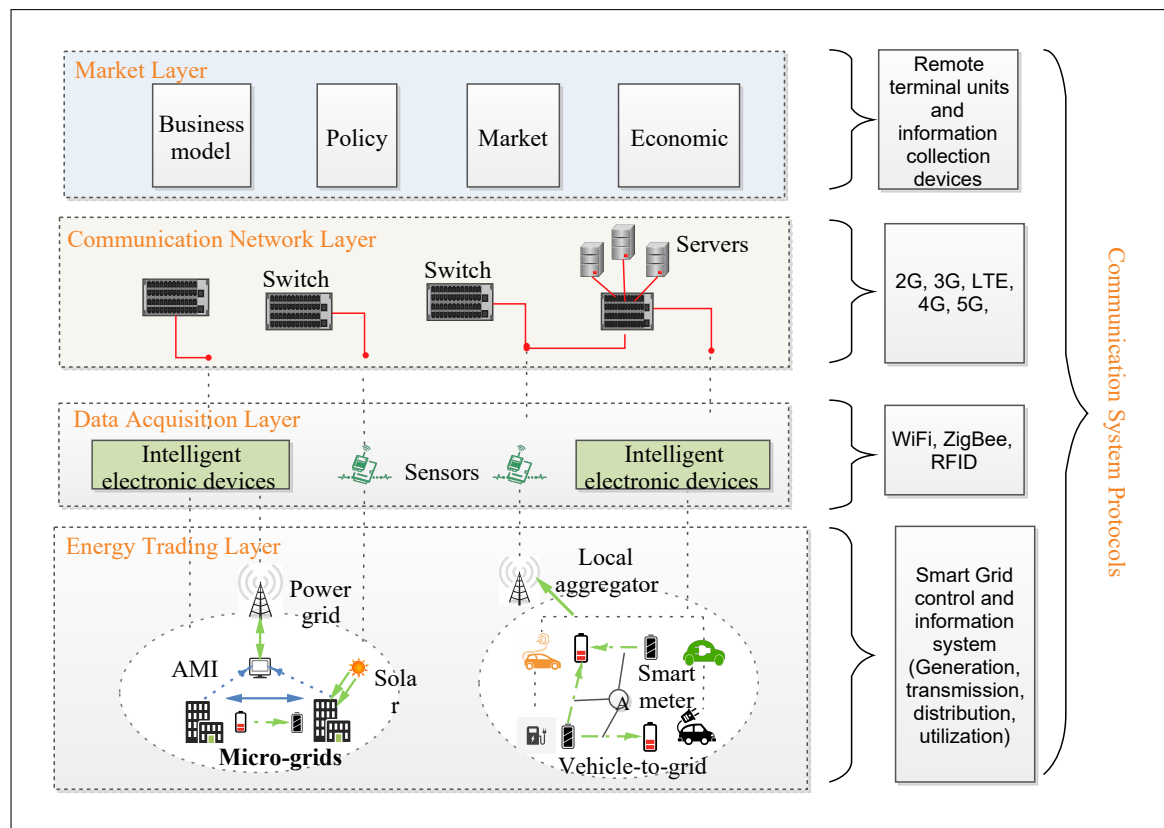 Market Layer
Business
model
Policy
Market
Economic
Remote
terminal units
and
information
collection
devices
Communication Network Layer
Switch
Switch
Servers
2G, 3G, LTE,
4G, 5G,
Data Acquisition Layer
Intelligent
electronic devices
Sensors
Intelligent
electronic devices
WiFi, ZigBee,
RFID
Energy Trading Layer
Power
grid
AMI
Sola
r
Micro-grids
Local
aggregator
Smart
meter
A
Vehicle-to-grid
Smart Grid
control and
information
system
(Generation,
transmission,
distribution,
utilization)
Communication System Protocols